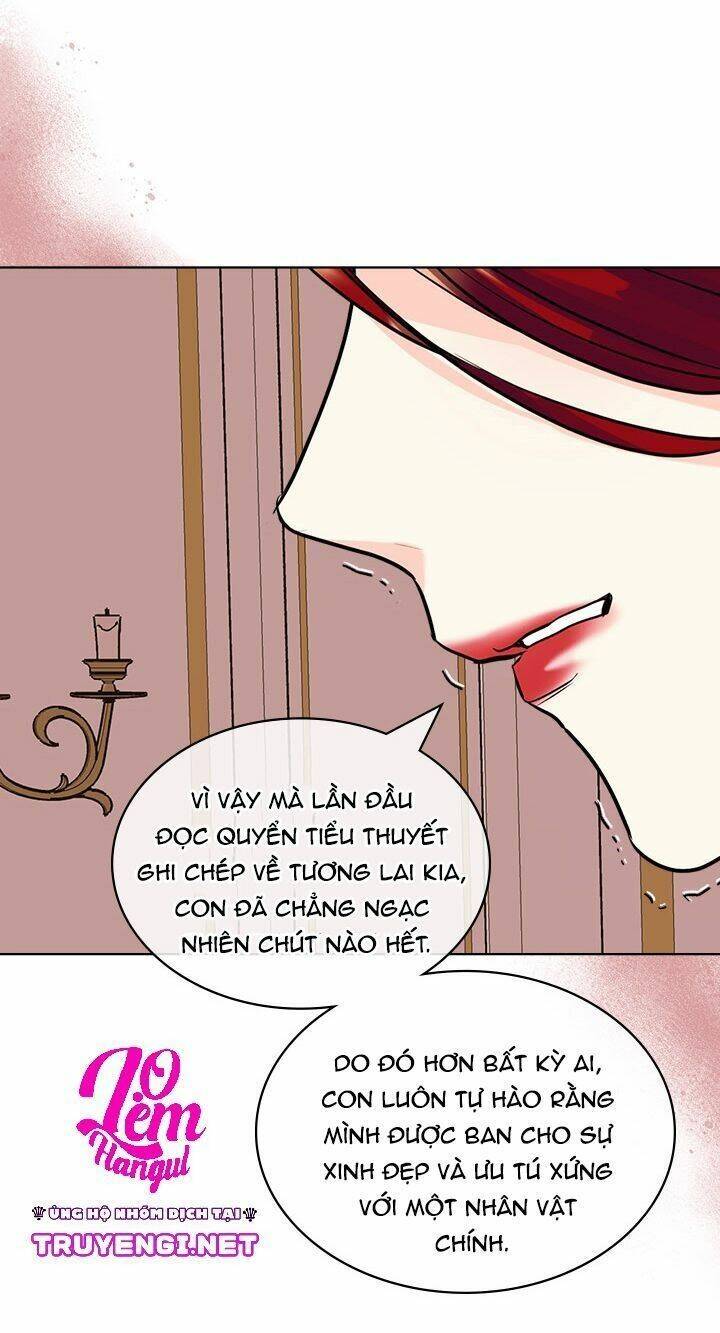 VÌ VẬY MÀ LẦN ĐẦU
ĐỌC QUYỂN TIỂU THUYẾT
GHI CHÉP VỀ TƯƠNG LAI KIA,
CON ĐÃ CHẲNG NGẠC
NHIÊN CHÚT NÀO HẾT.
DO ĐÓ HƠN BẤT KỲ AI,
CON LUÔN TỰ HÀO RẰNG
MÌNH ĐƯỢC BAN CHO SỰ
XINH ĐẸP VÀ ƯU TÚ XỨNG
VỚI MỘT NHÂN VẬT
CHÍNH.
LỌ
LEM
HANGUL
ỦNG HỘ NHÓM DỊCH TẠI
TRUYENGI.NET